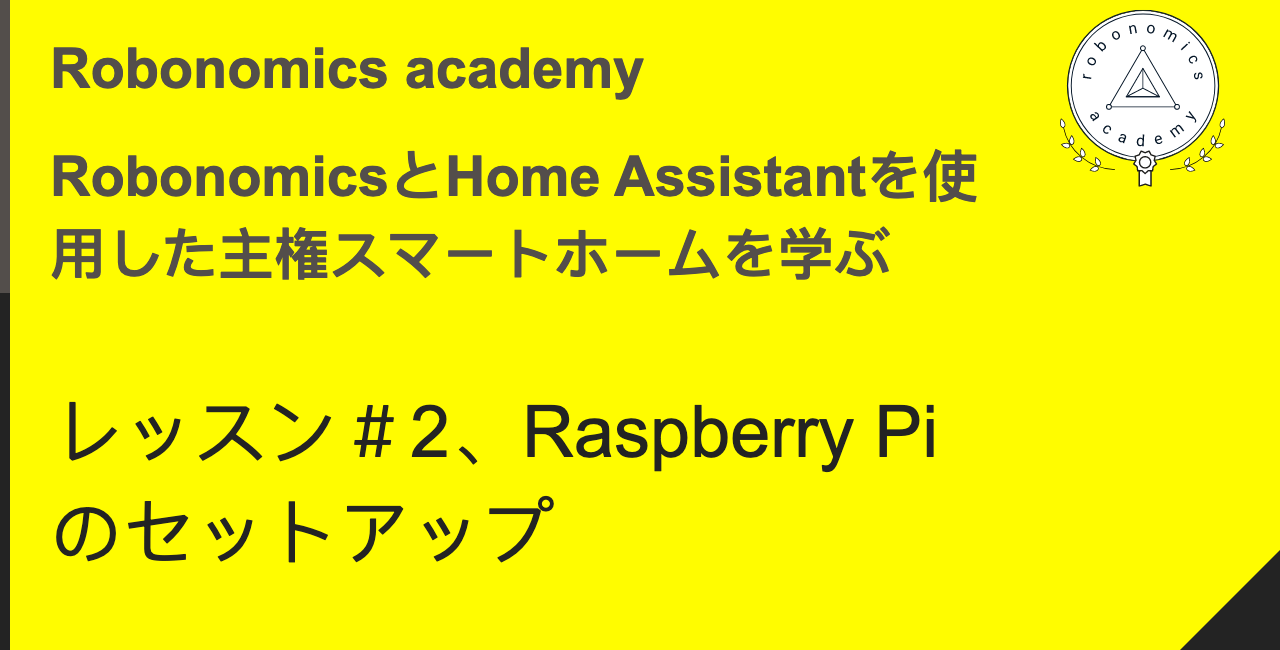 Robonomics academy
RobonomicsとHome Assistantを使
用した主権スマートホームを学ぶ
レッスン＃2、Raspberry Pi
のセットアップ
robonomics
academy